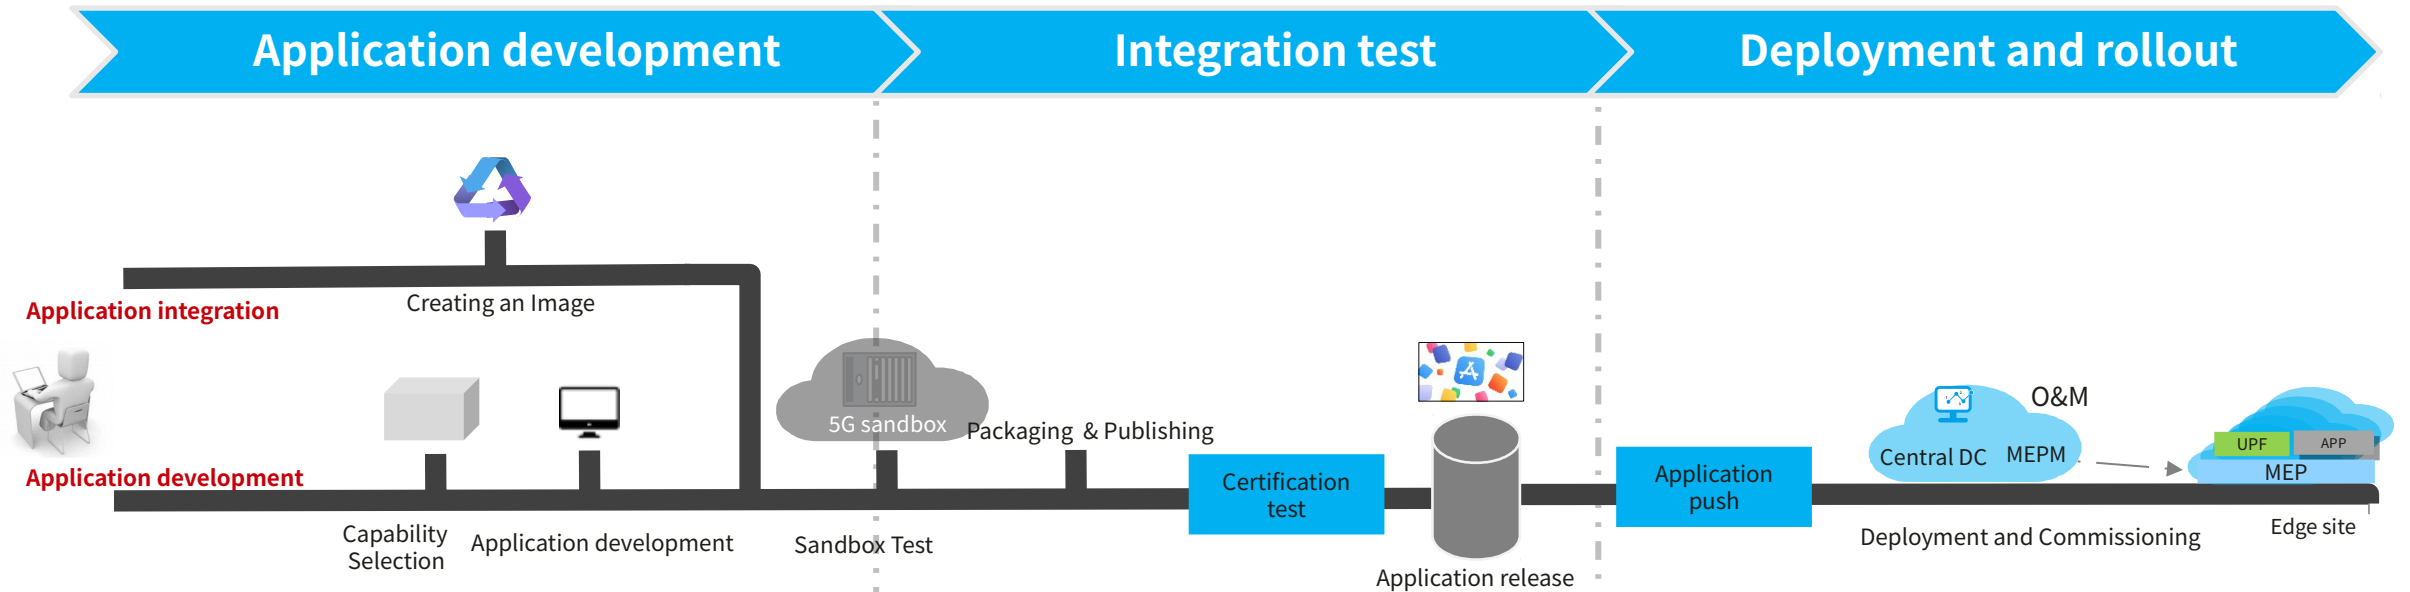 Application development
Integration test
Deployment and rollout
Creating an Image
Application integration
5G sandbox
Packaging & Publishing
O&M
Central DC
MEPM
UPF
APP
MEP
Application development
Certification
test
Application
push
Capability
Selection
Application development
Sandbox Test
Application release
Deployment and Commissioning
Edge site